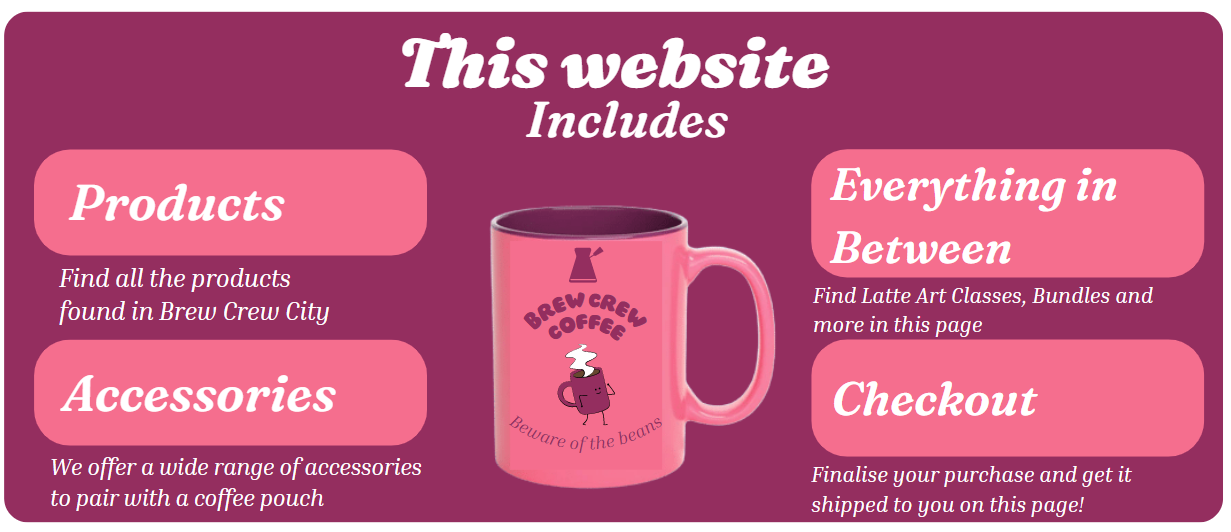 This website
Includes
Products
Find all the products
found in Brew Crew City
Accessories
We offer a wide range of accessories
to pair with a coffee pouch
BREW CREW
COFFEE
Beware of the beans
Everything in
Between
Find Latte Art Classes, Bundles and
more in this page
Checkout
Finalise your purchase and get it
shipped to you on this page!